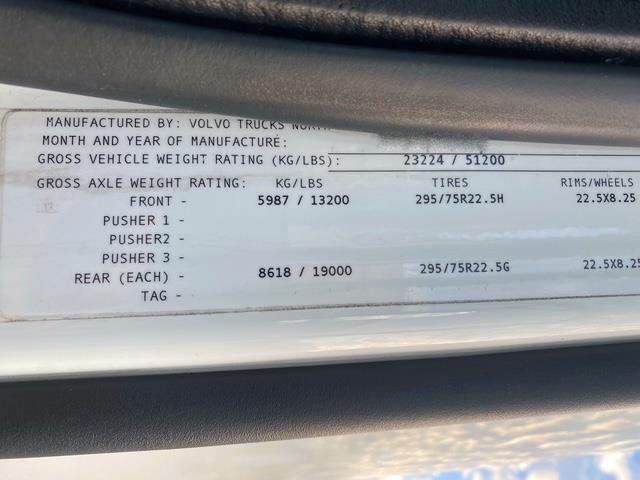 MANUFACTURED BY: VOLVO TRUCKS NORTH
MONTH AND YEAR OF MANUFACTURE:
GROSS VEHICLE WEIGHT RATING (KG/LBS): 23224 / 51200
GROSS AXLE WEIGHT RATING: KG/LBS TIRES RIMS/WHEELS
FRONT - 5987 / 13200 295/75R22.5H 22.5X8.25
PUSHER 1 -
PUSHER2 -
PUSHER 3 -
REAR (EACH) - 8618 / 19000 295/75R22.5G 22.5X8.25
TAG -